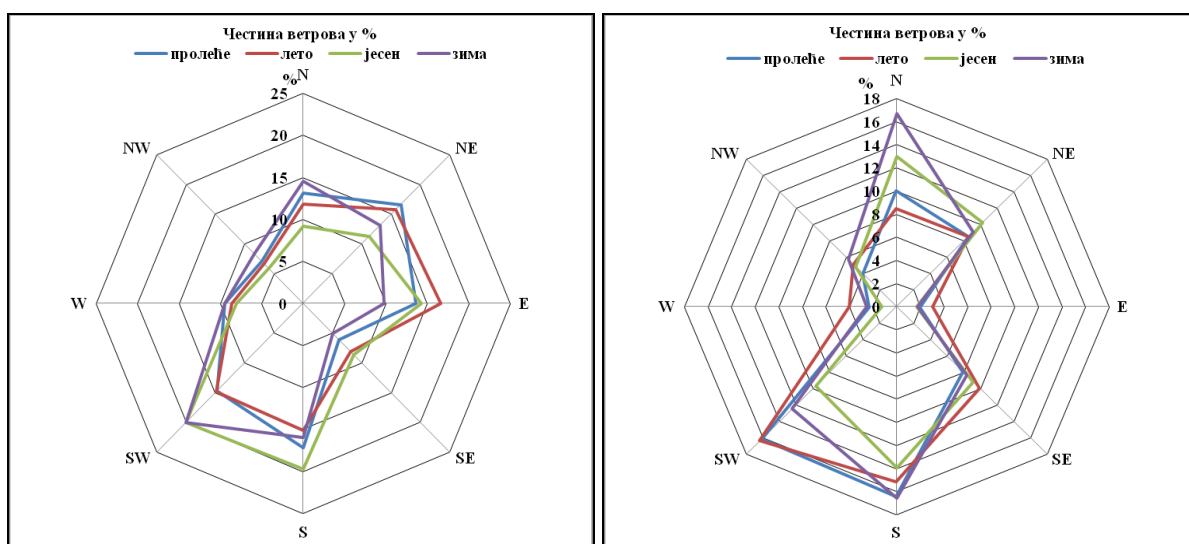 Честина ветрова у %
пролеће лето јесен зима
N
%
25
20
15
10
5
0
NW
NE
W
E
SW
SE
S
Честина ветрова у %
пролеће лето јесен зима
N
%
18
16
14
12
10
8
6
4
2
0
NW
NE
W
E
SW
SE
S